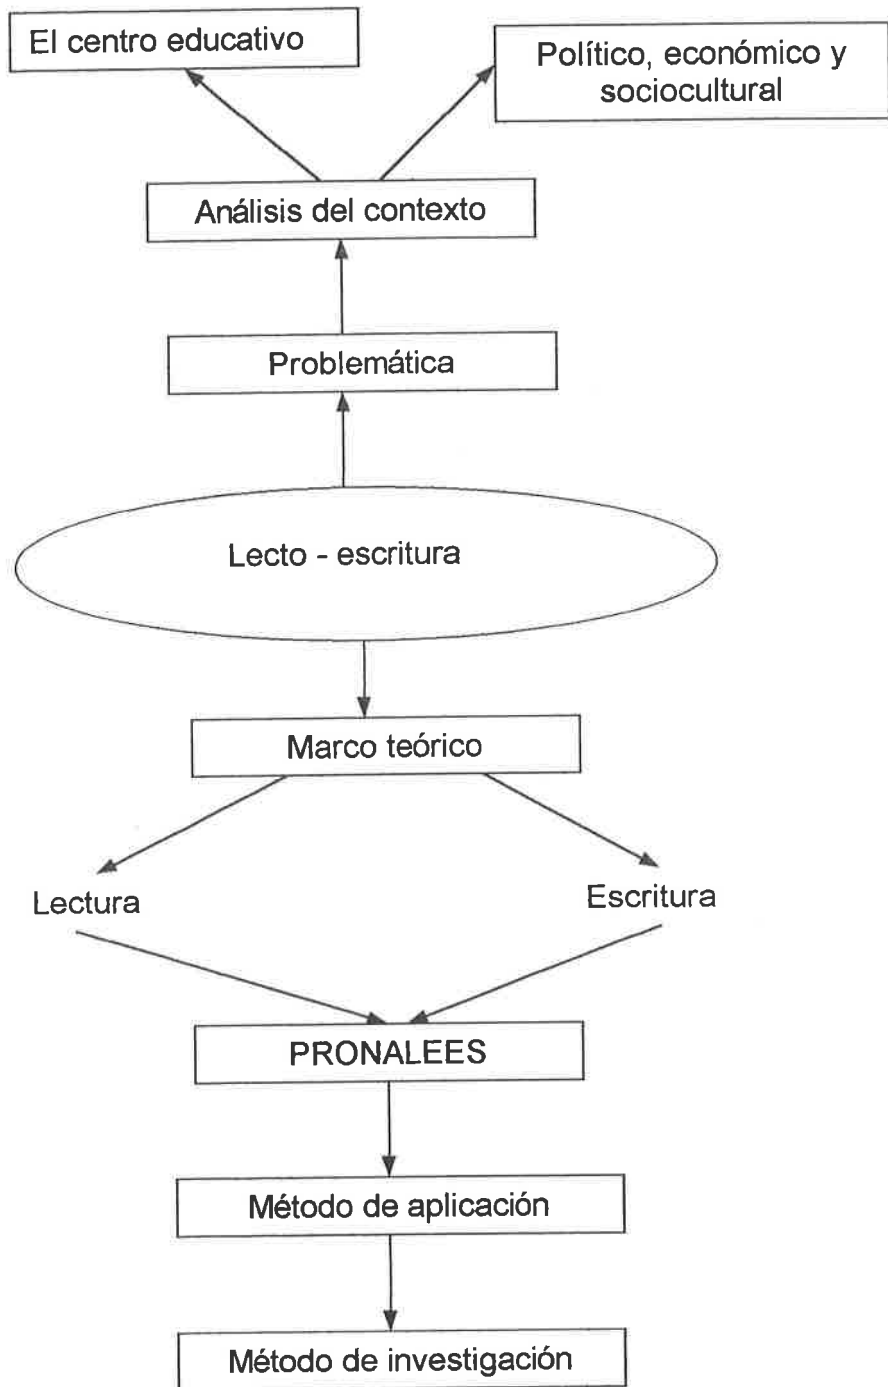 El centro educativo
Político, económico y
sociocultural
Análisis del contexto
Problemática
Lecto - escritura
Marco teórico
Lectura
Escritura
PRONALEES
Método de aplicación
Método de investigación